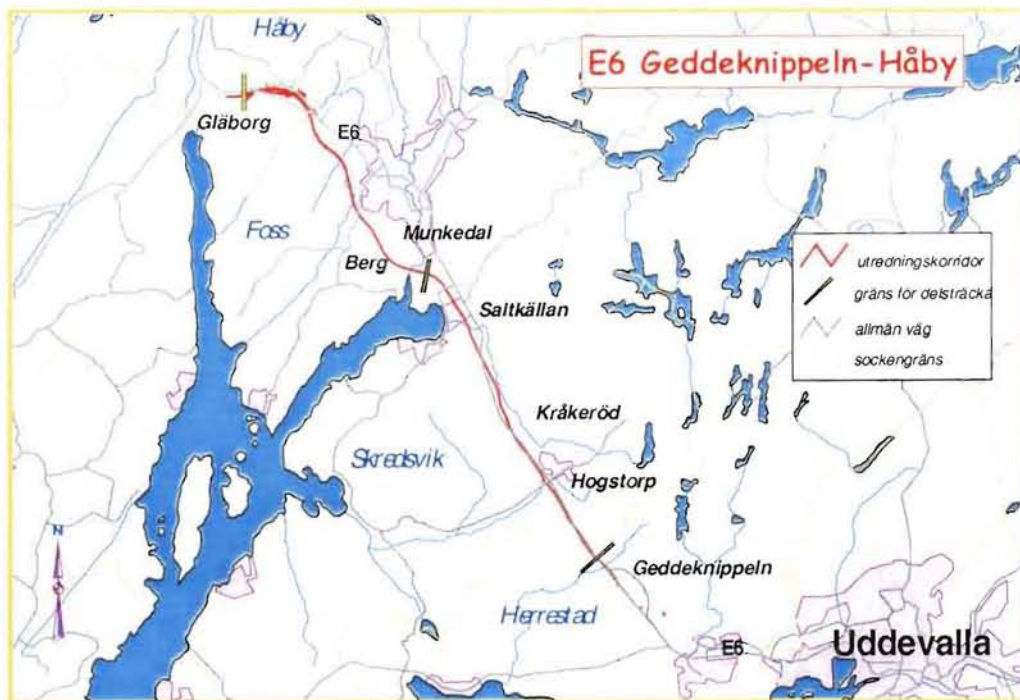 Håby
E6 Geddeknippeln-Håby
Gläborg
E6
Foss
Munkedal
Berg
utredningskorridor
gräns för delsträcka
allmän väg
sockengräns
Saltkällan
Kråkeröd
Skredsvik
Hogstorp
N
Geddeknippeln
Herrestad
E6
Uddevalla